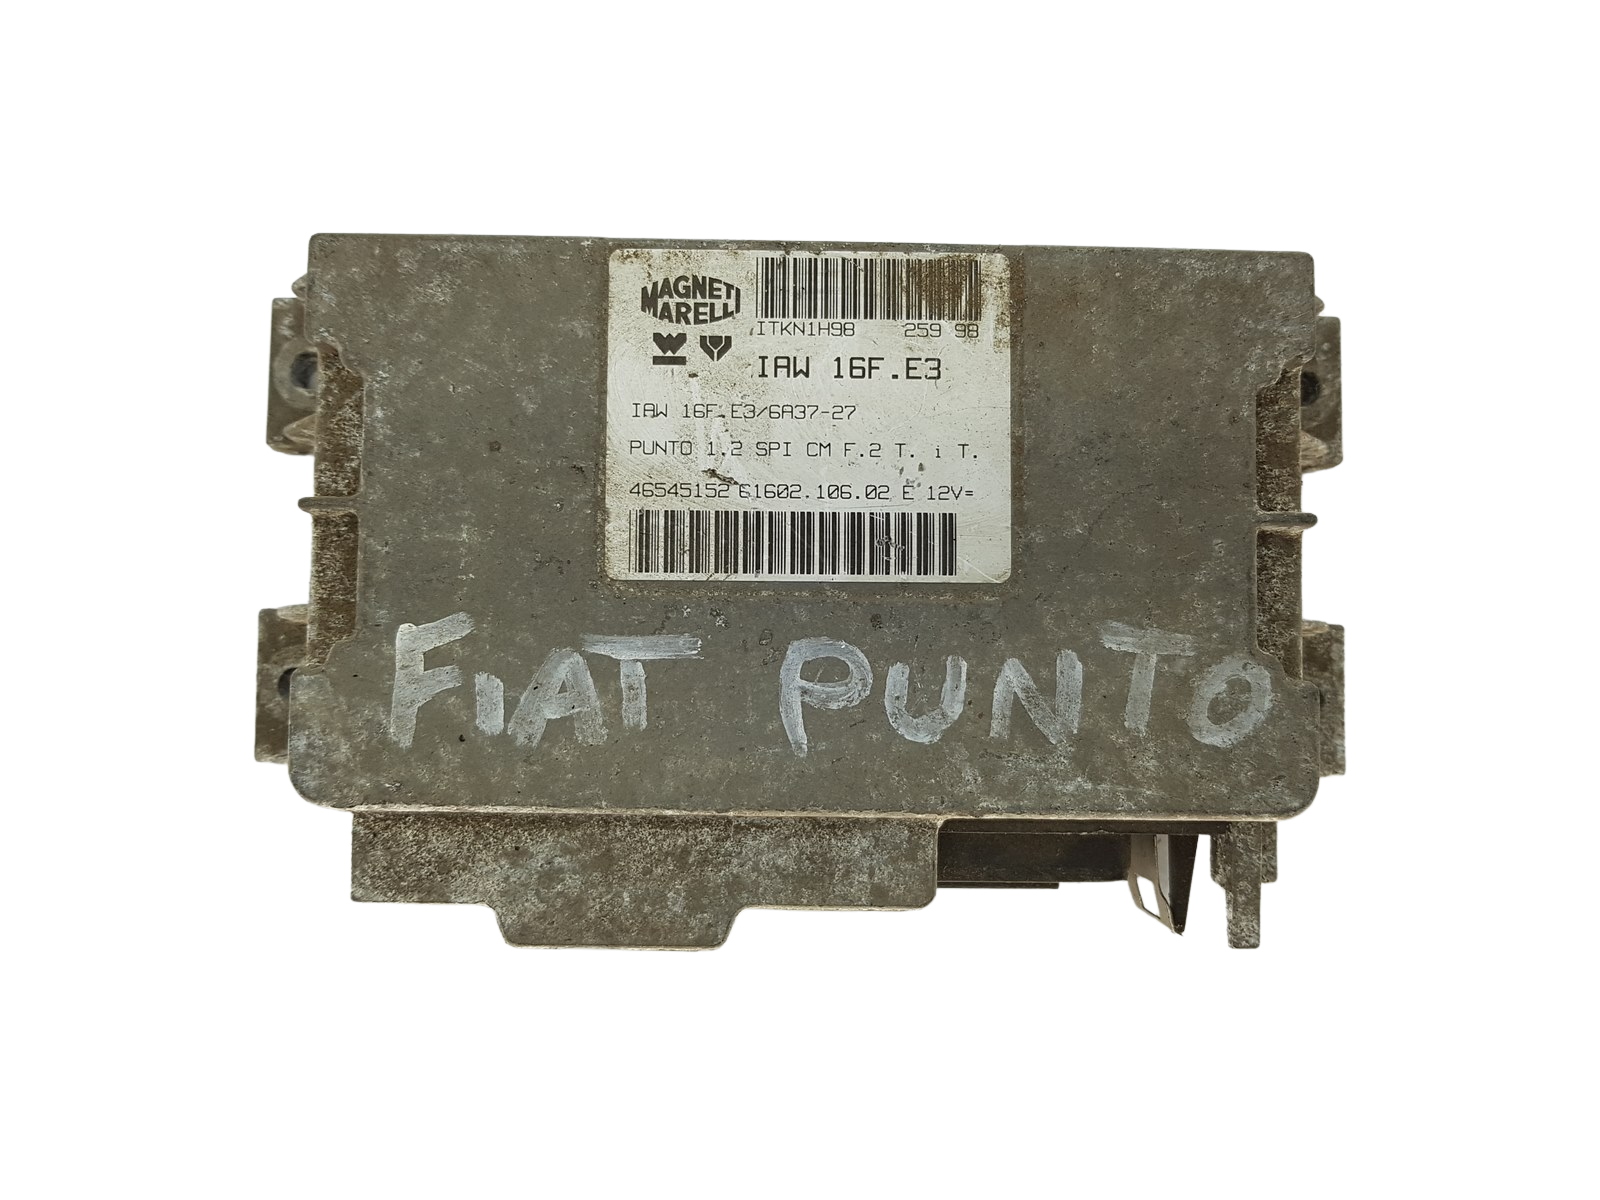 MAGNETI
MARELLI
ITKN1H98 259 98
IAW 16F.E3
IAW 16F.E3/6A37-27
PUNTO 1.2 SPI CM F.2 T. i T.
46545152 61602.106.02 E 12V=
FIAT PUNTO